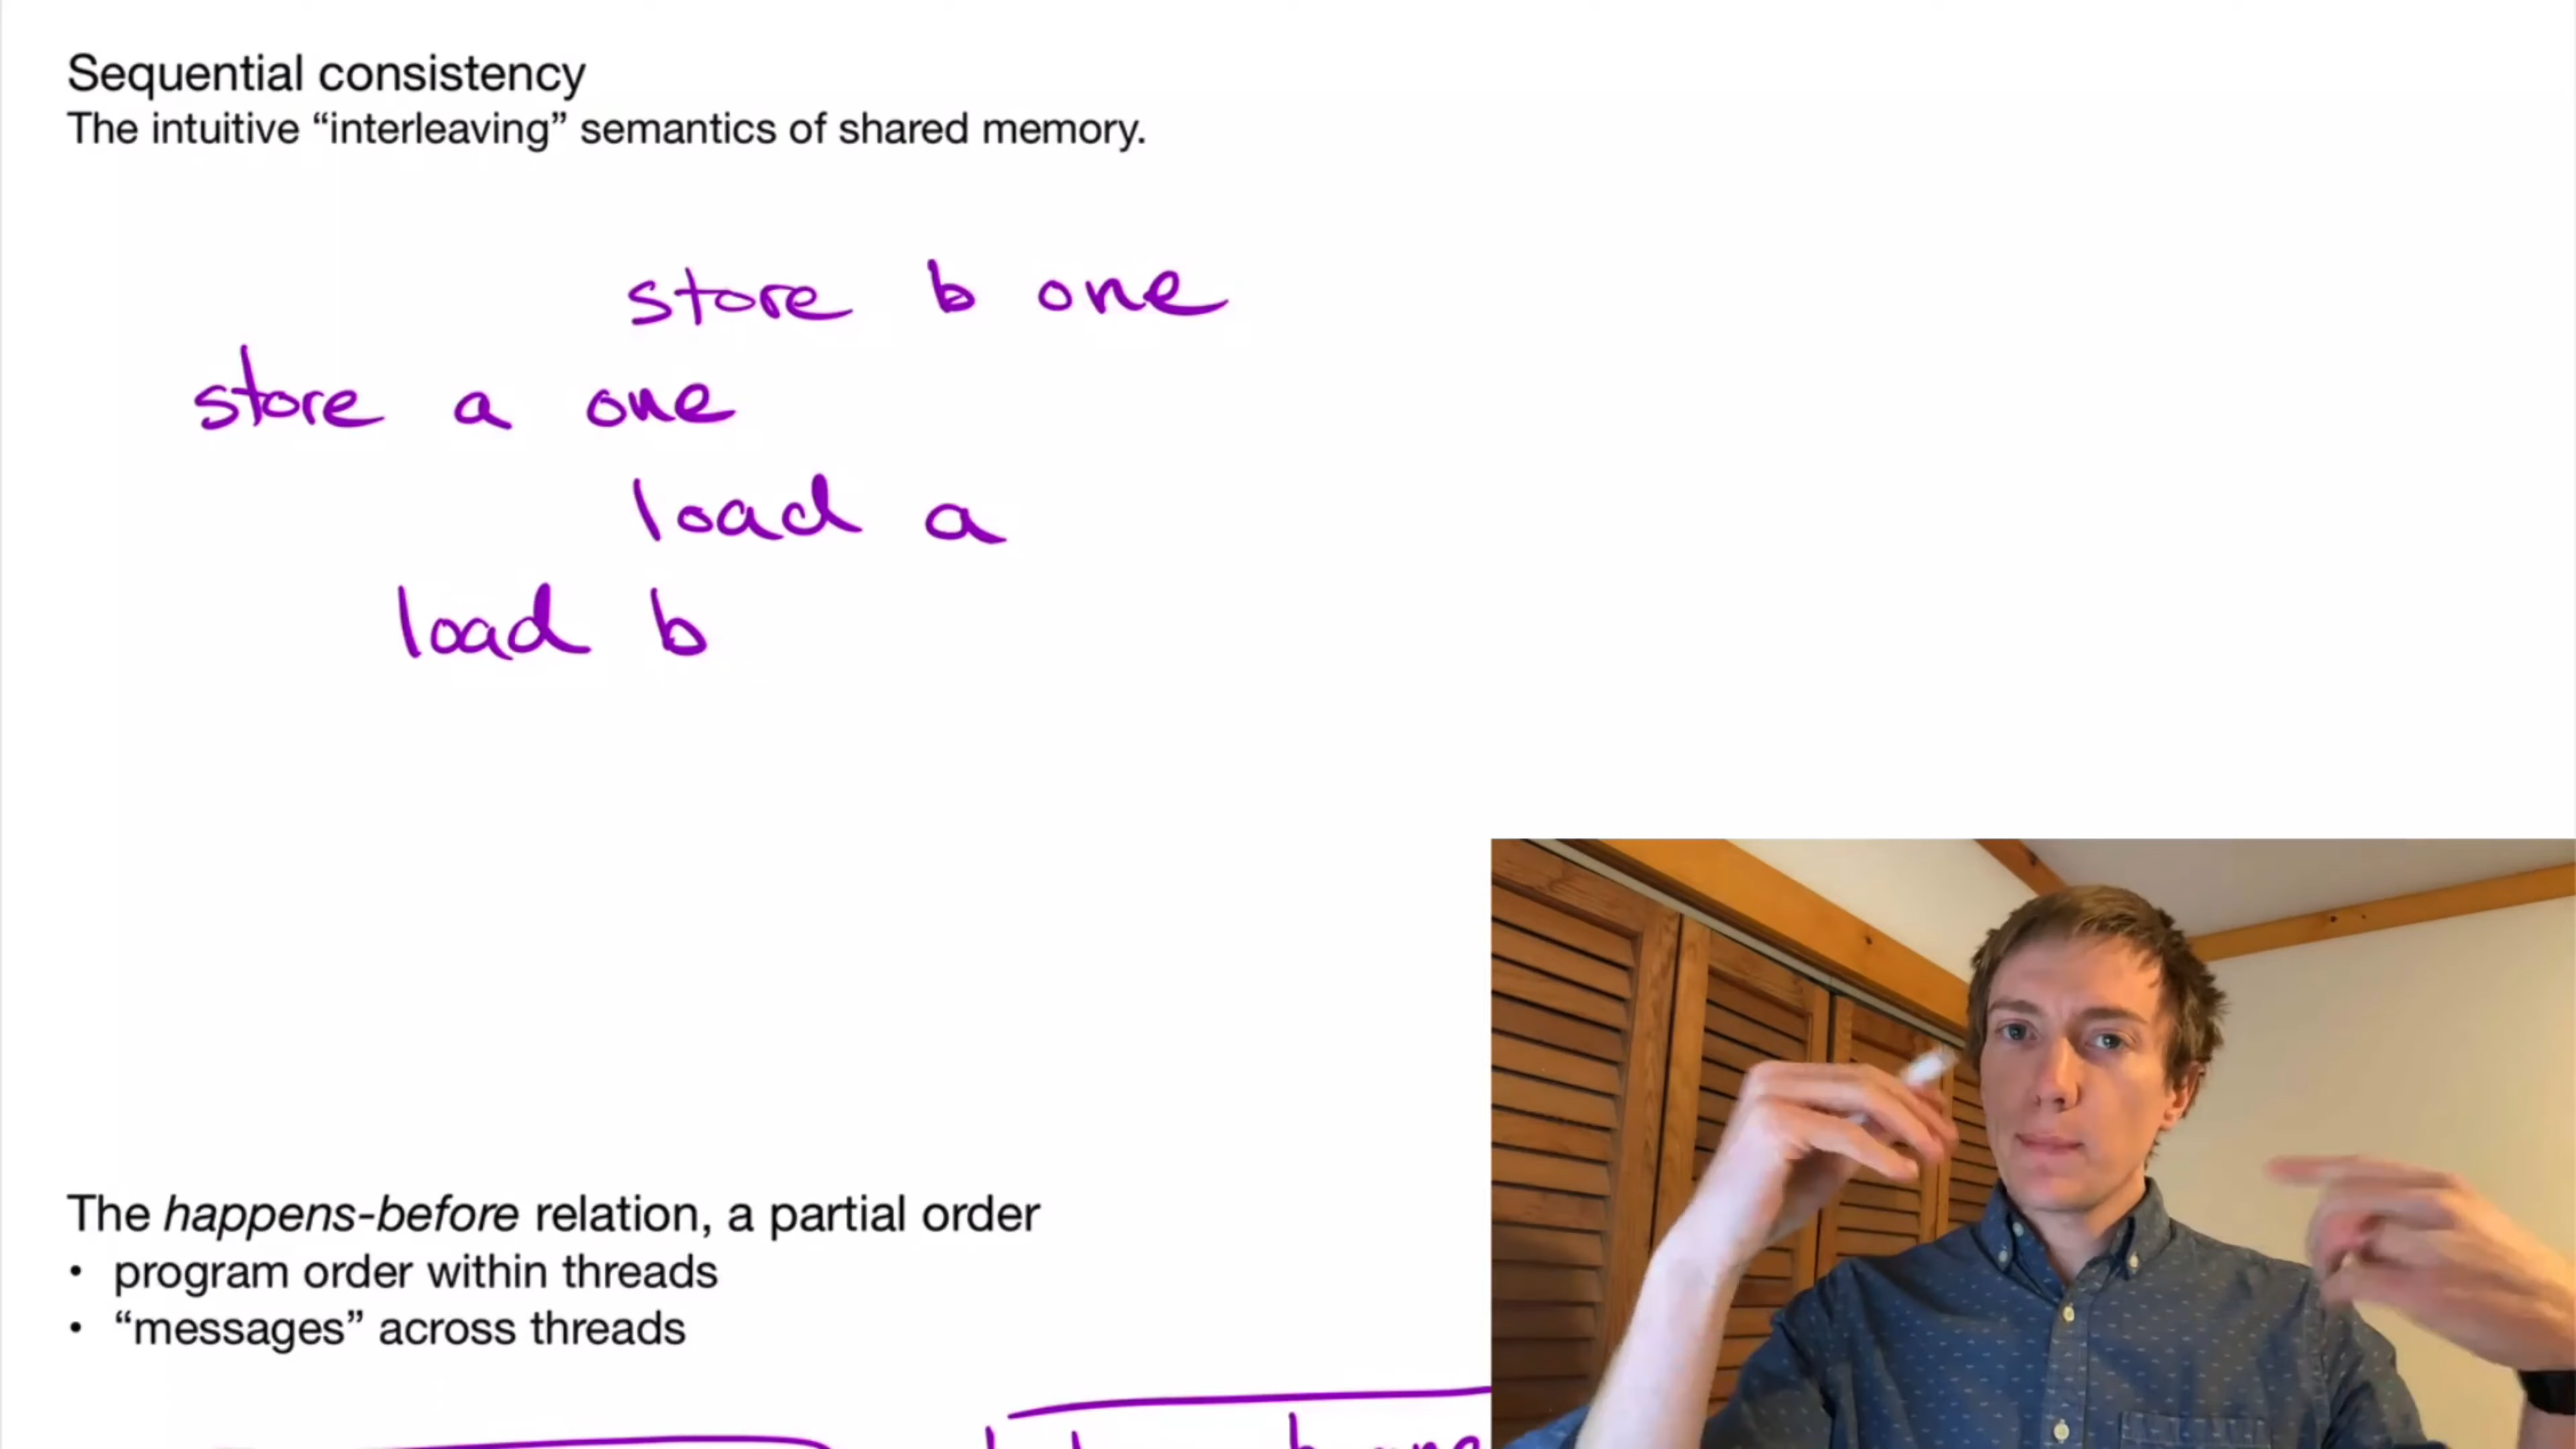 Sequential consistency
The intuitive “interleaving” semantics of shared memory.
store b one
store a one
load a
load b
The happens-before relation, a partial order
• program order within threads
• “messages” across threads